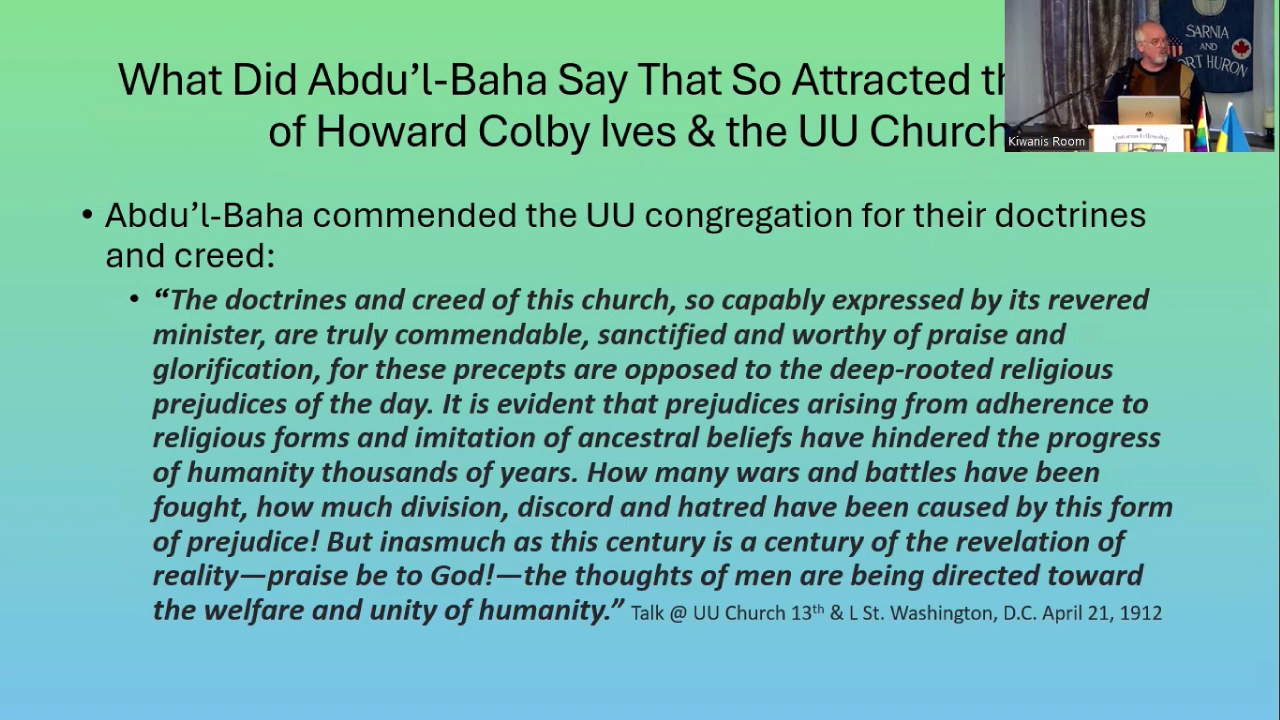 What Did Abdu’l-Baha Say That So Attracted
of Howard Colby Ives & the UU Church
SARNIA
AND
PORT HURON
Kiwanis Room
Unitarian Fellowship
• Abdu’l-Baha commended the UU congregation for their doctrines
and creed:
• “The doctrines and creed of this church, so capably expressed by its revered
minister, are truly commendable, sanctified and worthy of praise and
glorification, for these precepts are opposed to the deep-rooted religious
prejudices of the day. It is evident that prejudices arising from adherence to
religious forms and imitation of ancestral beliefs have hindered the progress
of humanity thousands of years. How many wars and battles have been
fought, how much division, discord and hatred have been caused by this form
of prejudice! But inasmuch as this century is a century of the revelation of
reality—praise be to God!—the thoughts of men are being directed toward
the welfare and unity of humanity.” Talk @ UU Church 13th & L St. Washington, D.C. April 21, 1912